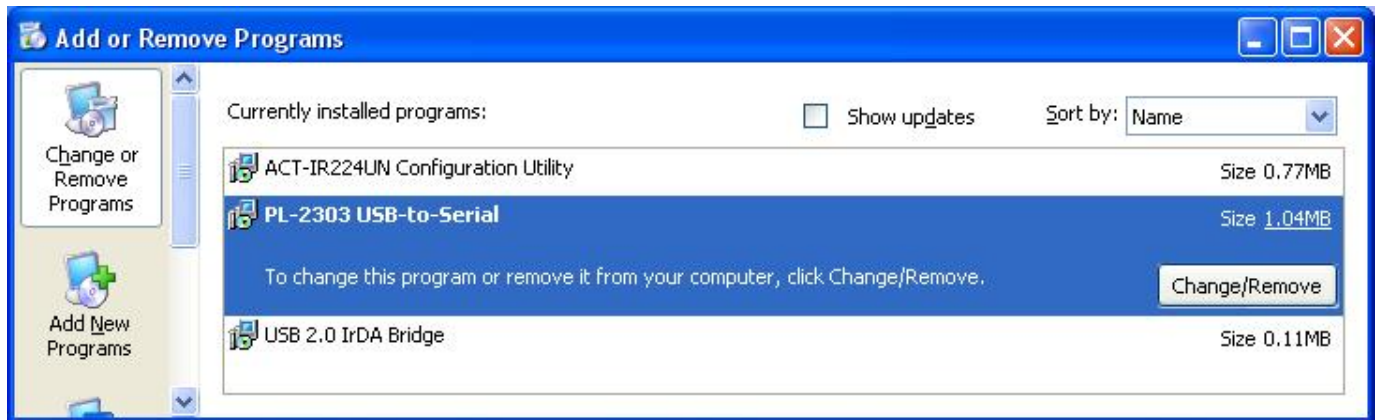 Add or Remove Programs
Change or
Remove
Programs
Add New
Programs
Currently installed programs:
Show updates
Sort by: Name
ACT-IR224UN Configuration Utility
Size 0.77MB
PL-2303 USB-to-Serial
Size 1.04MB
To change this program or remove it from your computer, click Change/Remove.
Change/Remove
USB 2.0 IrDA Bridge
Size 0.11MB